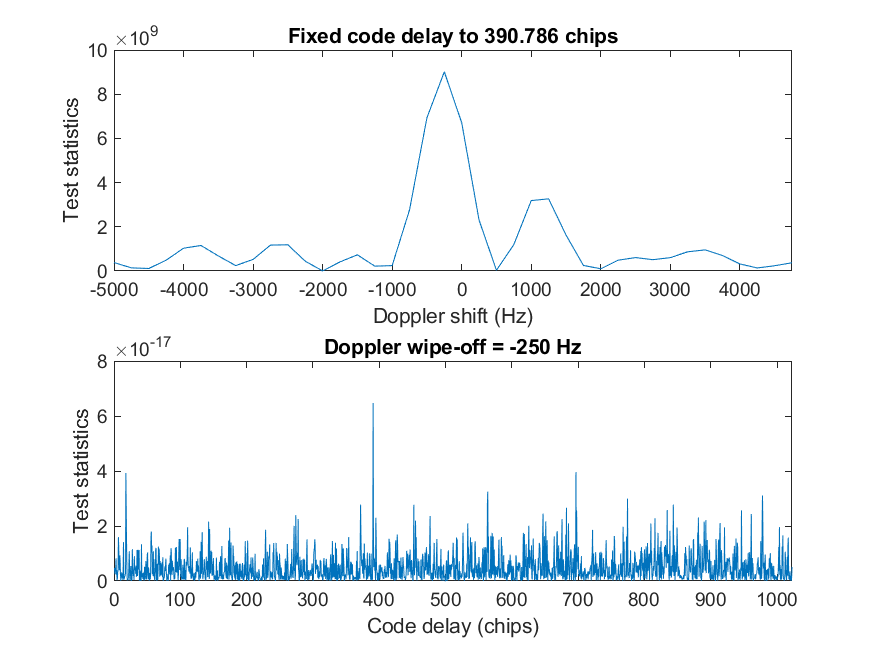 ×10^9
Fixed code delay to 390.786 chips
10
8
6
4
2
0
Test statistics
-5000 -4000 -3000 -2000 -1000 0 1000 2000 3000 4000
Doppler shift (Hz)
×10^-17
Doppler wipe-off = -250 Hz
8
6
4
2
0
Test statistics
0 100 200 300 400 500 600 700 800 900 1000
Code delay (chips)